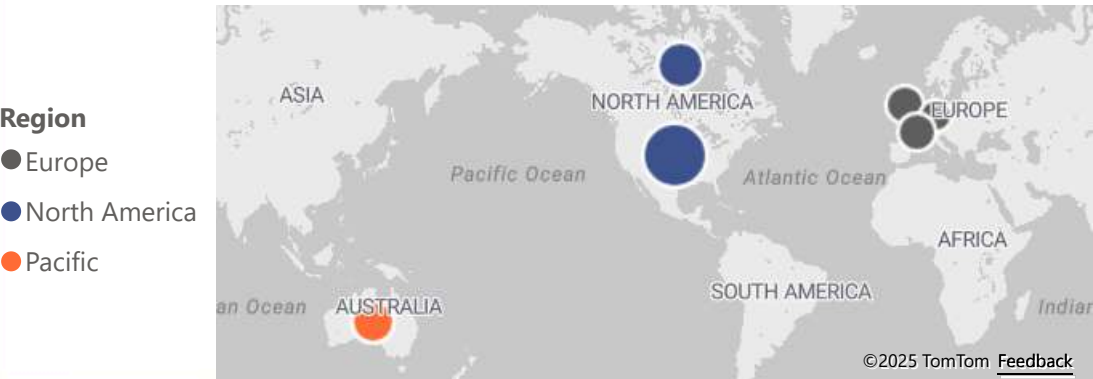 Region
Europe
North America
Pacific
ASIA
NORTH AMERICA
EUROPE
Pacific Ocean
Atlantic Ocean
AFRICA
SOUTH AMERICA
an Ocean
AUSTRALIA
Indian
©2025 TomTom Feedback